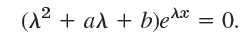 (λ² + aλ + b)e^{λx} = 0.